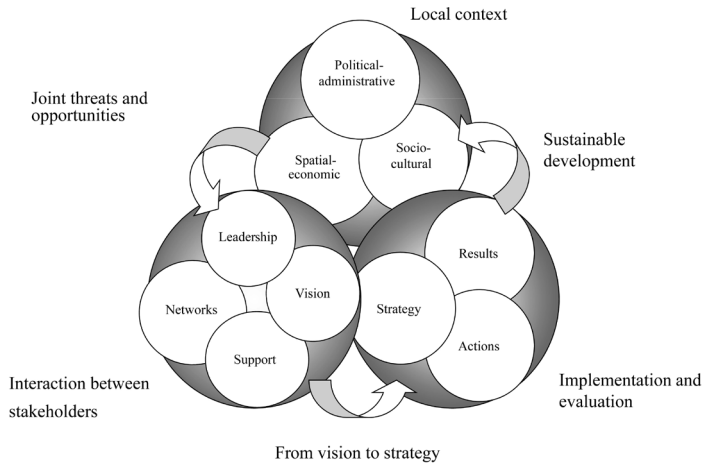 Local context
Political-
administrative
Joint threats and
opportunities
Socio-
cultural
Sustainable
development
Spatial-
economic
Leadership
Results
Vision
Networks
Strategy
Support
Actions
Interaction between
stakeholders
Implementation and
evaluation
From vision to strategy